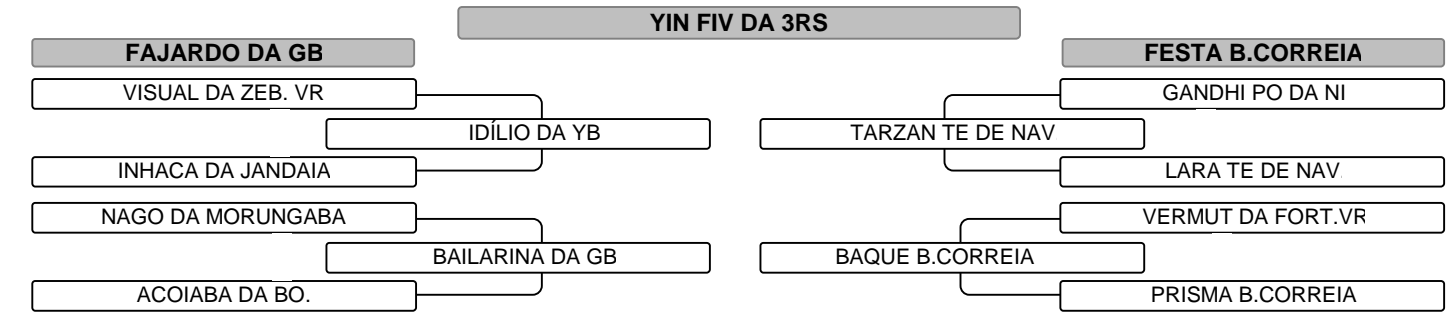 YIN FIV DA 3RS
FAJARDO DA GB
FESTA B.CORREIA
VISUAL DA ZEB. VR
GANDHI PO DA NI
IDÍLIO DA YB
TARZAN TE DE NAV
INHACA DA JANDAIA
LARA TE DE NAV.
NAGO DA MORUNGABA
VERMUT DA FORT.VR
BAILARINA DA GB
BAQUE B.CORREIA
ACOIABA DA BO.
PRISMA B.CORREIA